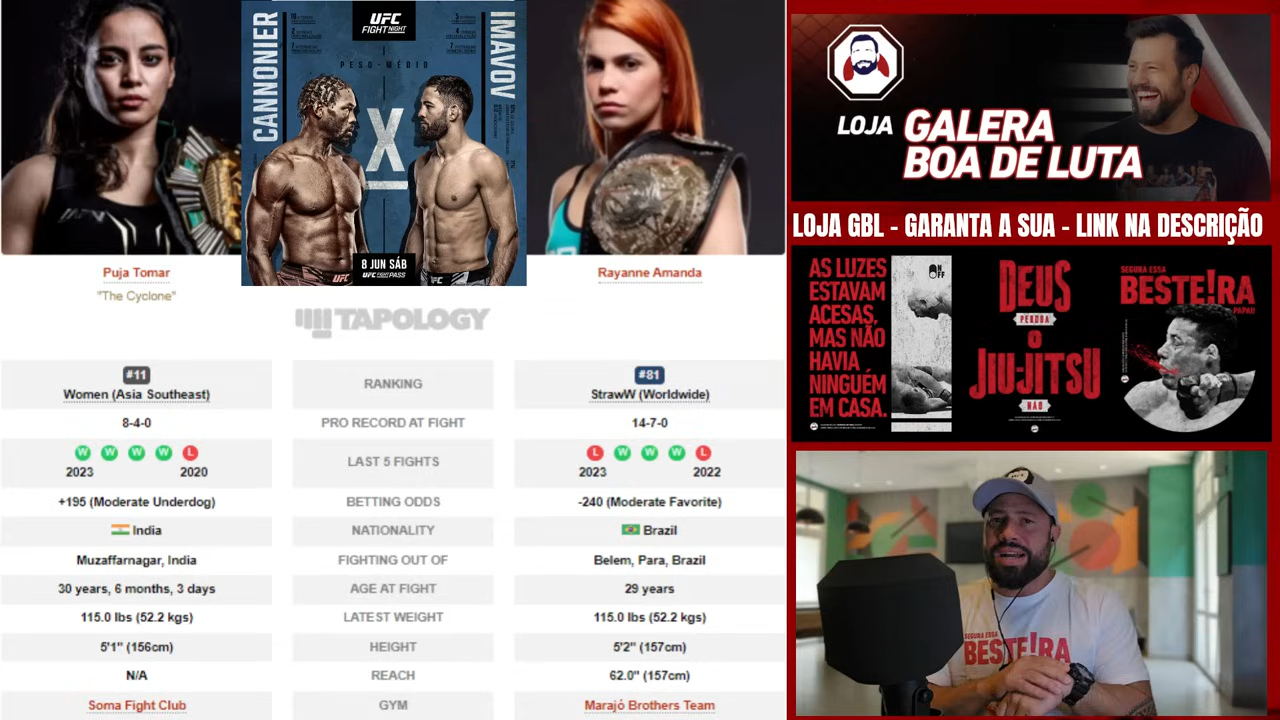 CANNONIER
UFC
FIGHT NIGHT
PESO-MÉDIO
IMAVOV
X
8 JUN SÁB
UFC FIGHT PASS
Puja Tomar
"The Cyclone"
Rayanne Amanda
TAPOLOGY
#11
Women (Asia Southeast)
RANKING
#81
StrawW (Worldwide)
8-4-0
PRO RECORD AT FIGHT
14-7-0
W W W W L
2023 2020
LAST 5 FIGHTS
L W W W L
2023 2022
+195 (Moderate Underdog)
BETTING ODDS
-240 (Moderate Favorite)
India
NATIONALITY
Brazil
Muzaffarnagar, India
FIGHTING OUT OF
Belem, Para, Brazil
30 years, 6 months, 3 days
AGE AT FIGHT
29 years
115.0 lbs (52.2 kgs)
LATEST WEIGHT
115.0 lbs (52.2 kgs)
5'1" (156cm)
HEIGHT
5'2" (157cm)
N/A
REACH
62.0" (157cm)
Soma Fight Club
GYM
Marajó Brothers Team
LOJA GALERA
BOA DE LUTA
LOJA GBL - GARANTA A SUA - LINK NA DESCRIÇÃO
AS LUZES
ESTAVAM
ACESAS,
MAS NÃO
HAVIA
NINGUÉM
EM CASA.
ON
OFF
DEUS
PERDOA
O
JIU-JITSU
NÃO
SEGURA ESSA
BESTE!RA
PAPAI!
SEGURA ESSA
BESTE!RA